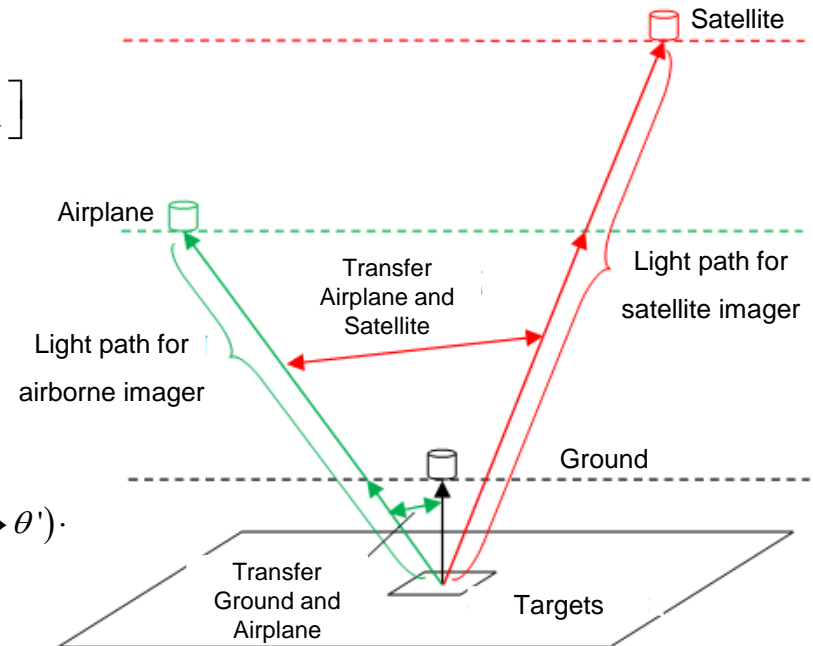 Satellite
]
Airplane
Transfer
Airplane and
Satellite
Light path for
satellite imager
Light path for
airborne imager
Ground
θ')·
Transfer
Ground and
Airplane
Targets